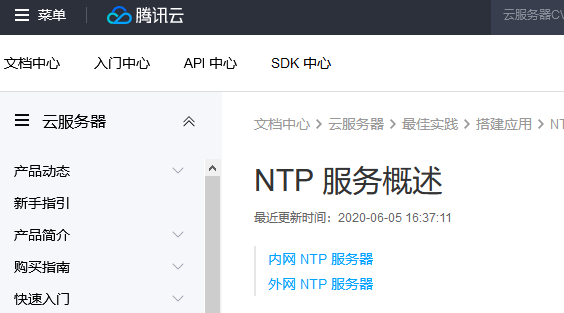 菜单 腾讯云 云服务器CV
文档中心 入门中心 API 中心 SDK 中心
云服务器
文档中心 > 云服务器 > 最佳实践 > 搭建应用 > NT
产品动态
新手指引
产品简介
购买指南
快速入门
NTP 服务概述
最近更新时间：2020-06-05 16:37:11
内网 NTP 服务器
外网 NTP 服务器